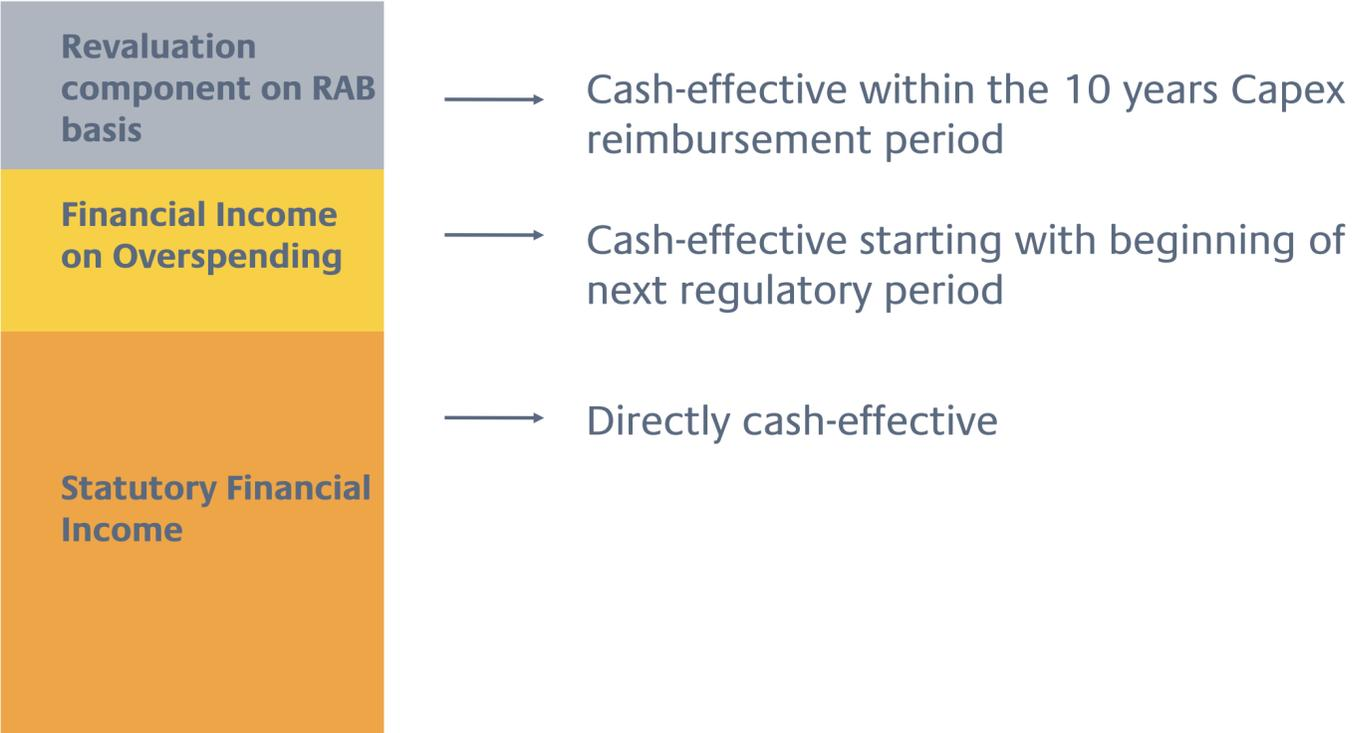 Revaluation
component on RAB
basis
Cash-effective within the 10 years Capex
reimbursement period
Financial Income
on Overspending
Cash-effective starting with beginning of
next regulatory period
Statutory Financial
Income
Directly cash-effective